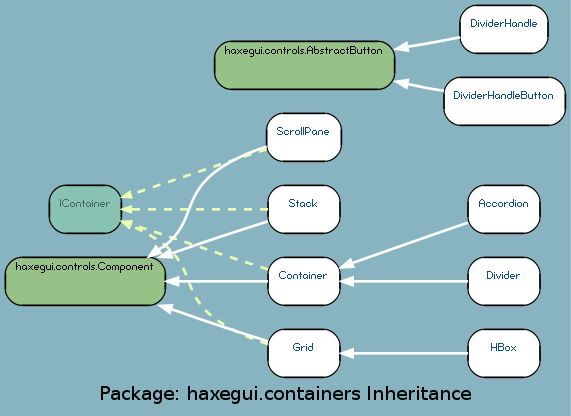 DividerHandle
haxegui.controls.AbstractButton
DividerHandleButton
ScrollPane
IContainer
Stack
Accordion
haxegui.controls.Component
Container
Divider
Grid
HBox
Package: haxegui.containers Inheritance